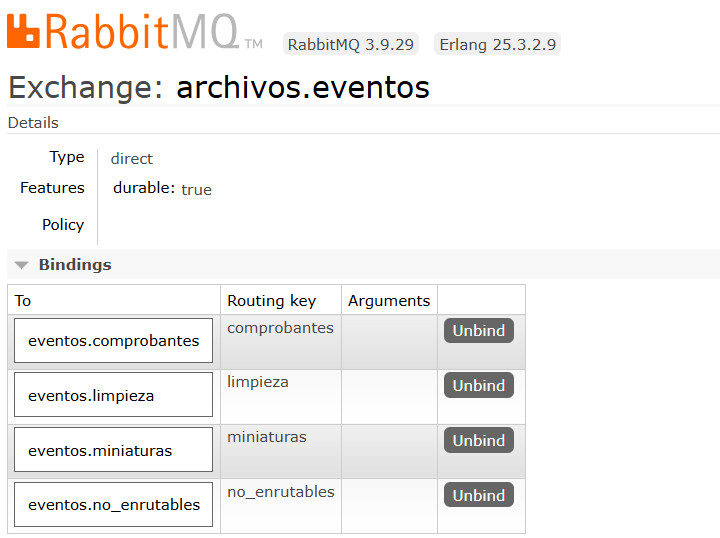 RabbitMQ TM RabbitMQ 3.9.29 Erlang 25.3.2.9
Exchange: archivos.eventos
Details
Type direct
Features durable: true
Policy
Bindings
To Routing key Arguments
eventos.comprobantes comprobantes Unbind
eventos.limpieza limpieza Unbind
eventos.miniaturas miniaturas Unbind
eventos.no_enrutables no_enrutables Unbind